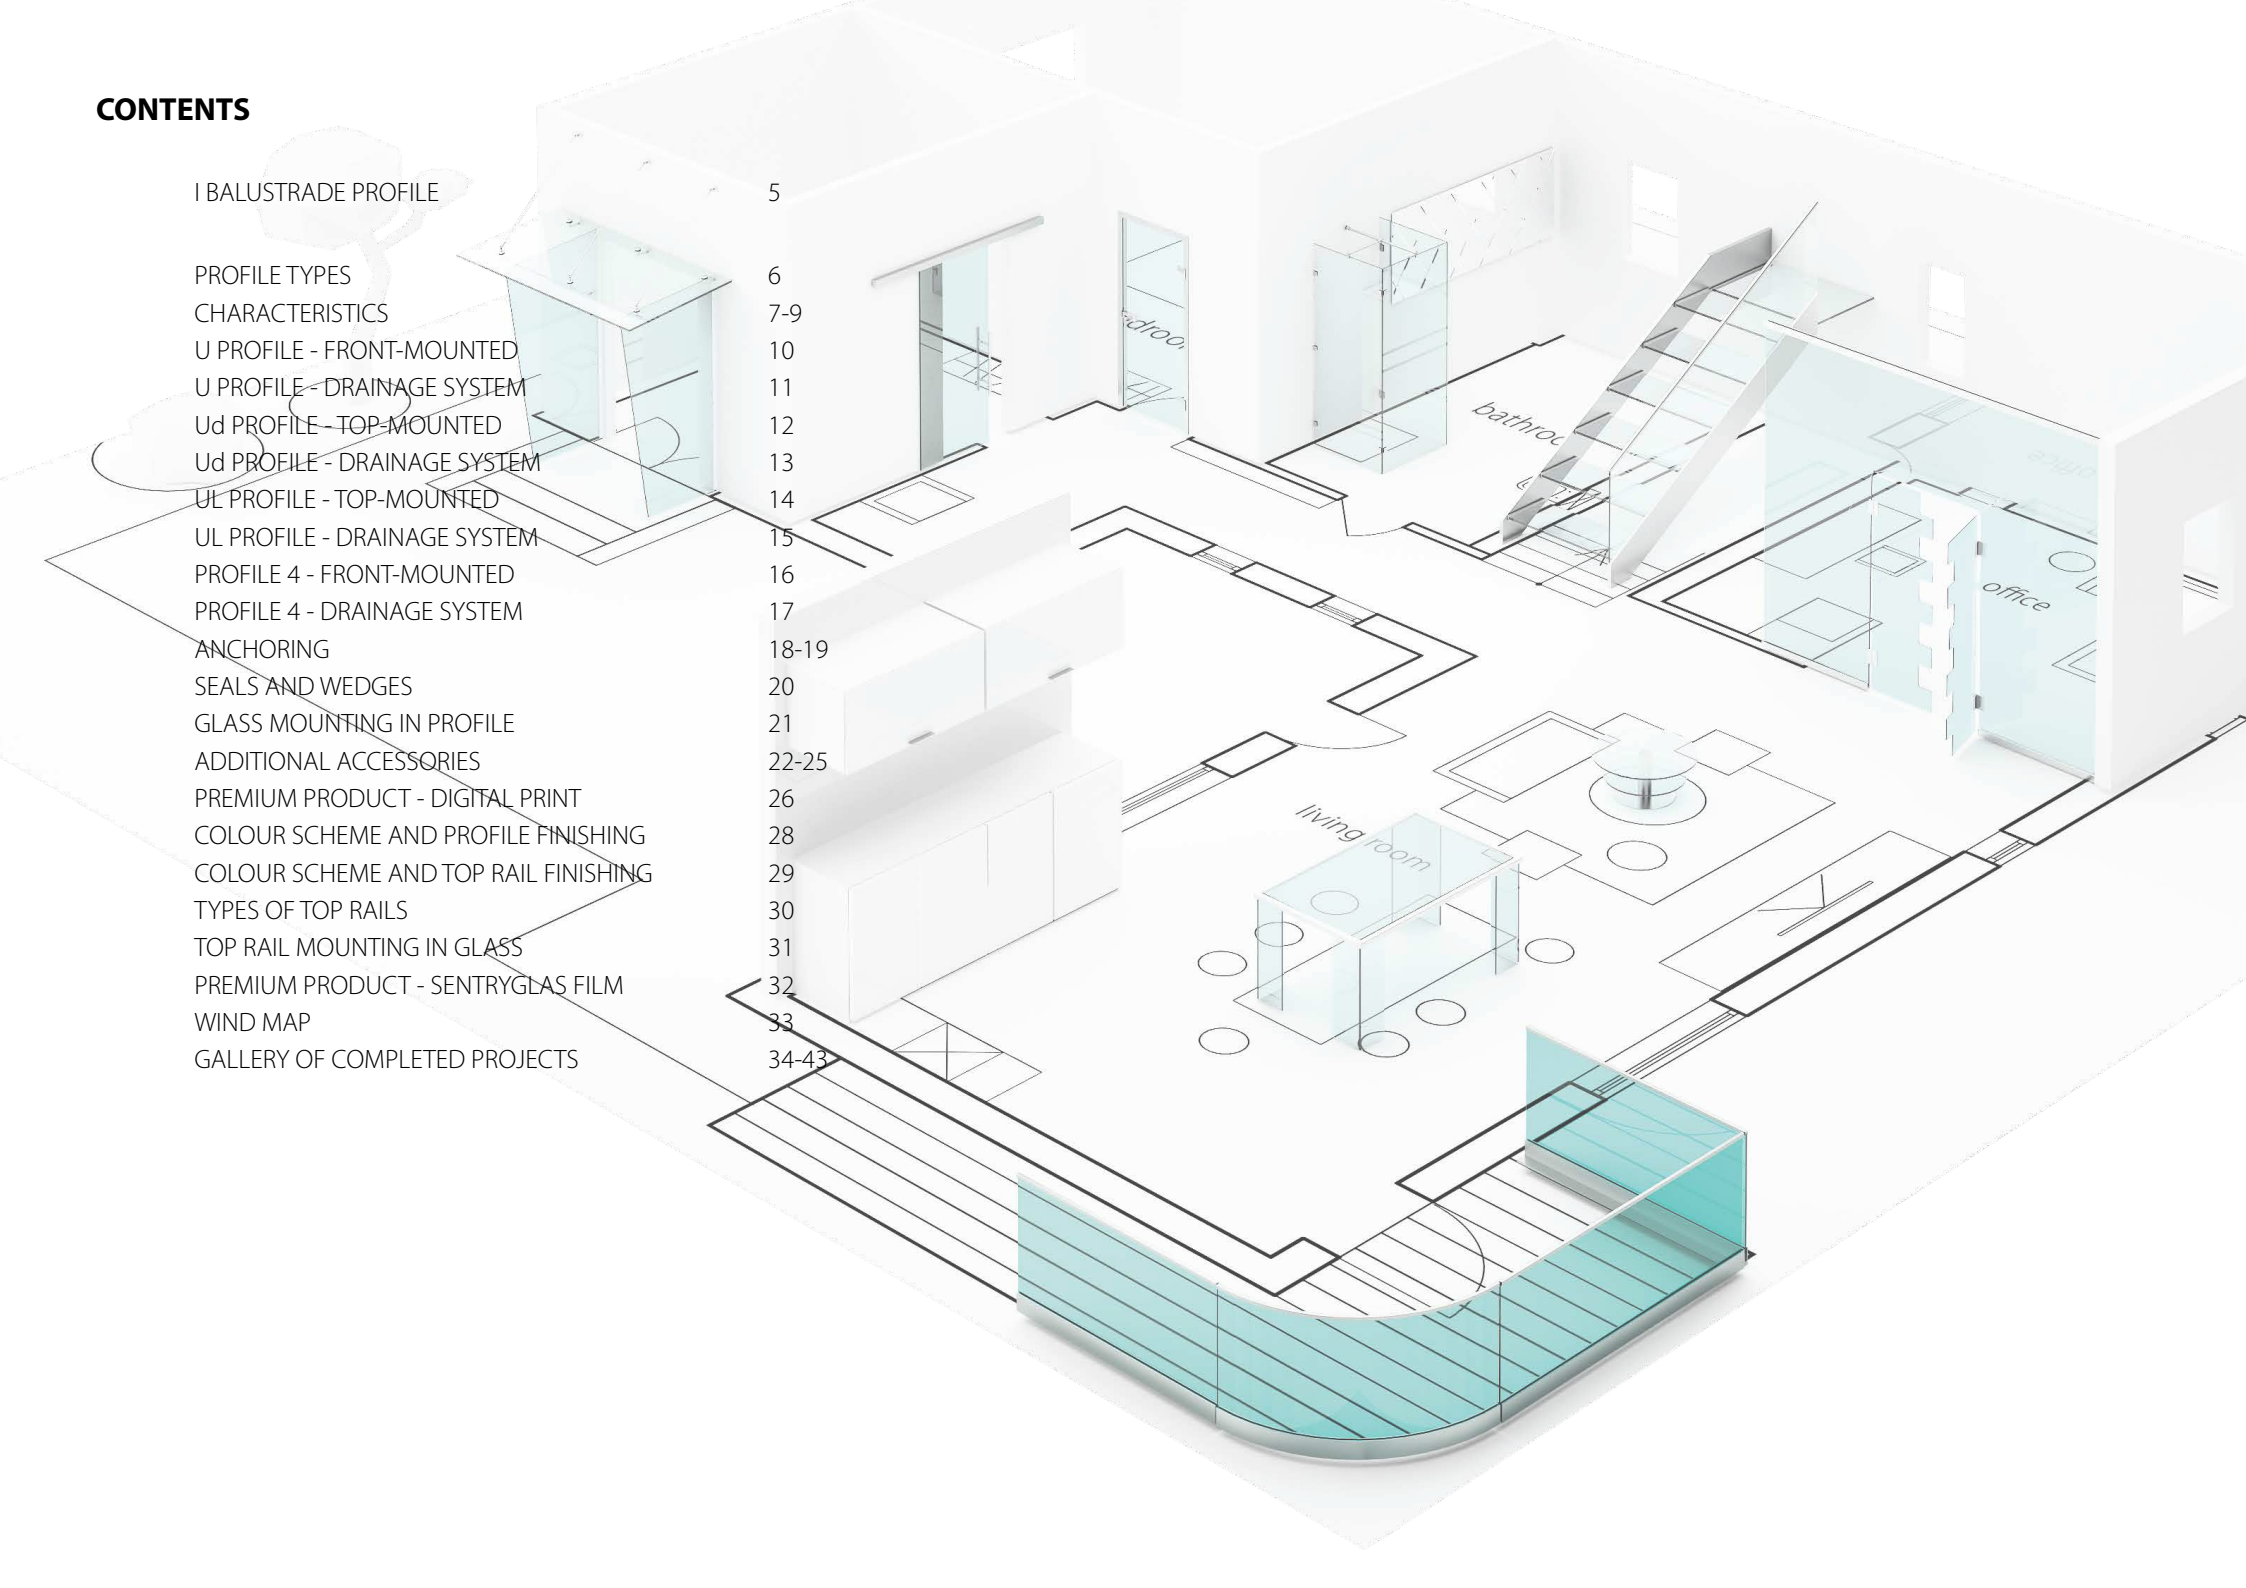 CONTENTS
I BALUSTRADE PROFILE 5
PROFILE TYPES 6
CHARACTERISTICS 7-9
U PROFILE - FRONT-MOUNTED 10
U PROFILE - DRAINAGE SYSTEM 11
Ud PROFILE - TOP-MOUNTED 12
Ud PROFILE - DRAINAGE SYSTEM 13
UL PROFILE - TOP-MOUNTED 14
UL PROFILE - DRAINAGE SYSTEM 15
PROFILE 4 - FRONT-MOUNTED 16
PROFILE 4 - DRAINAGE SYSTEM 17
ANCHORING 18-19
SEALS AND WEDGES 20
GLASS MOUNTING IN PROFILE 21
ADDITIONAL ACCESSORIES 22-25
PREMIUM PRODUCT - DIGITAL PRINT 26
COLOUR SCHEME AND PROFILE FINISHING 28
COLOUR SCHEME AND TOP RAIL FINISHING 29
TYPES OF TOP RAILS 30
TOP RAIL MOUNTING IN GLASS 31
PREMIUM PRODUCT - SENTRYGLAS FILM 32
WIND MAP 33
GALLERY OF COMPLETED PROJECTS 34-43
droo
bathroo
office
living room